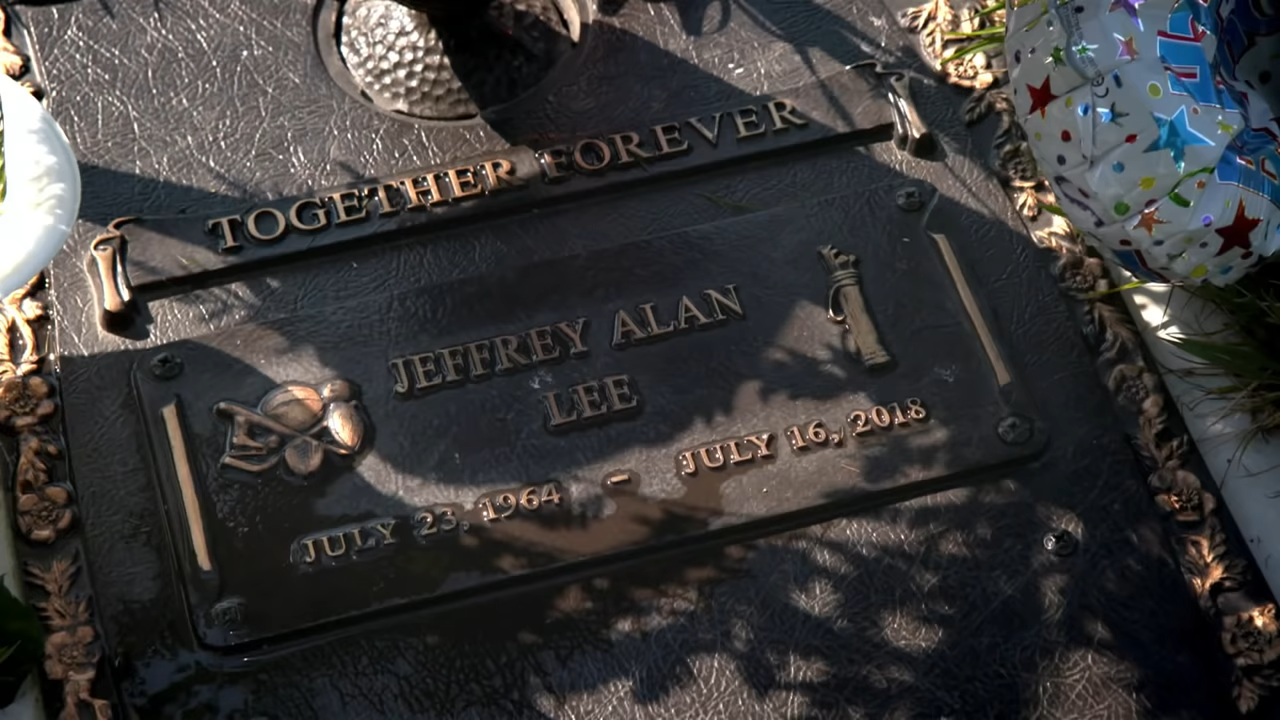 TOGETHER FOREVER
JEFFREY ALAN
LEE
JULY 23, 1964 - JULY 16, 2018